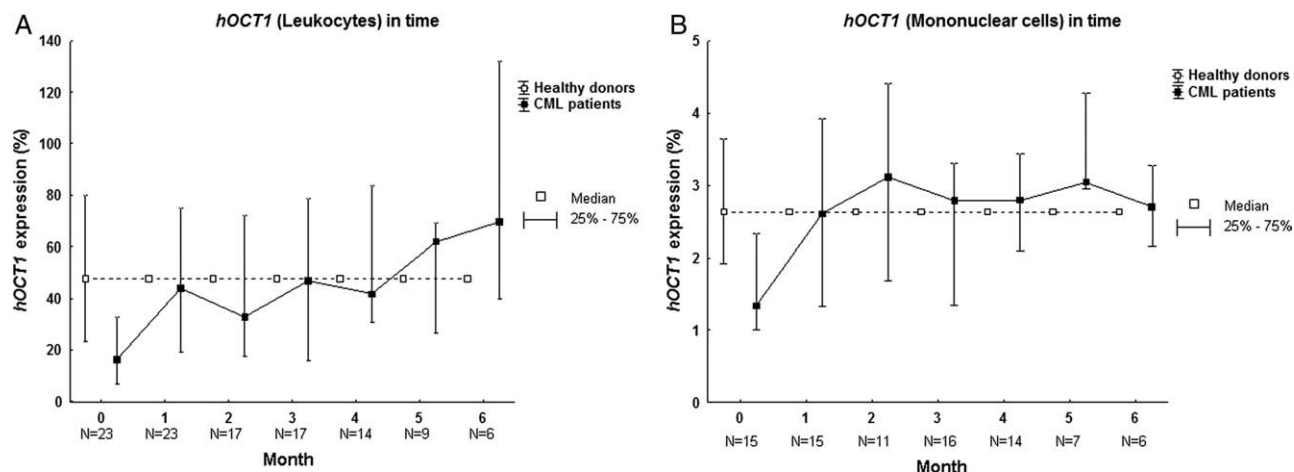 A
hOCT1 (Leukocytes) in time
140
120
100
80
60
40
20
0
hOCT1 expression (%)
0 1 2 3 4 5 6
N=23 N=23 N=17 N=17 N=14 N=9 N=6
Month
Healthy donors
CML patients
Median
25% - 75%
B
hOCT1 (Mononuclear cells) in time
5
4
3
2
1
0
hOCT1 expression (%)
0 1 2 3 4 5 6
N=15 N=15 N=11 N=16 N=14 N=7 N=6
Month
Healthy donors
CML patients
Median
25% - 75%